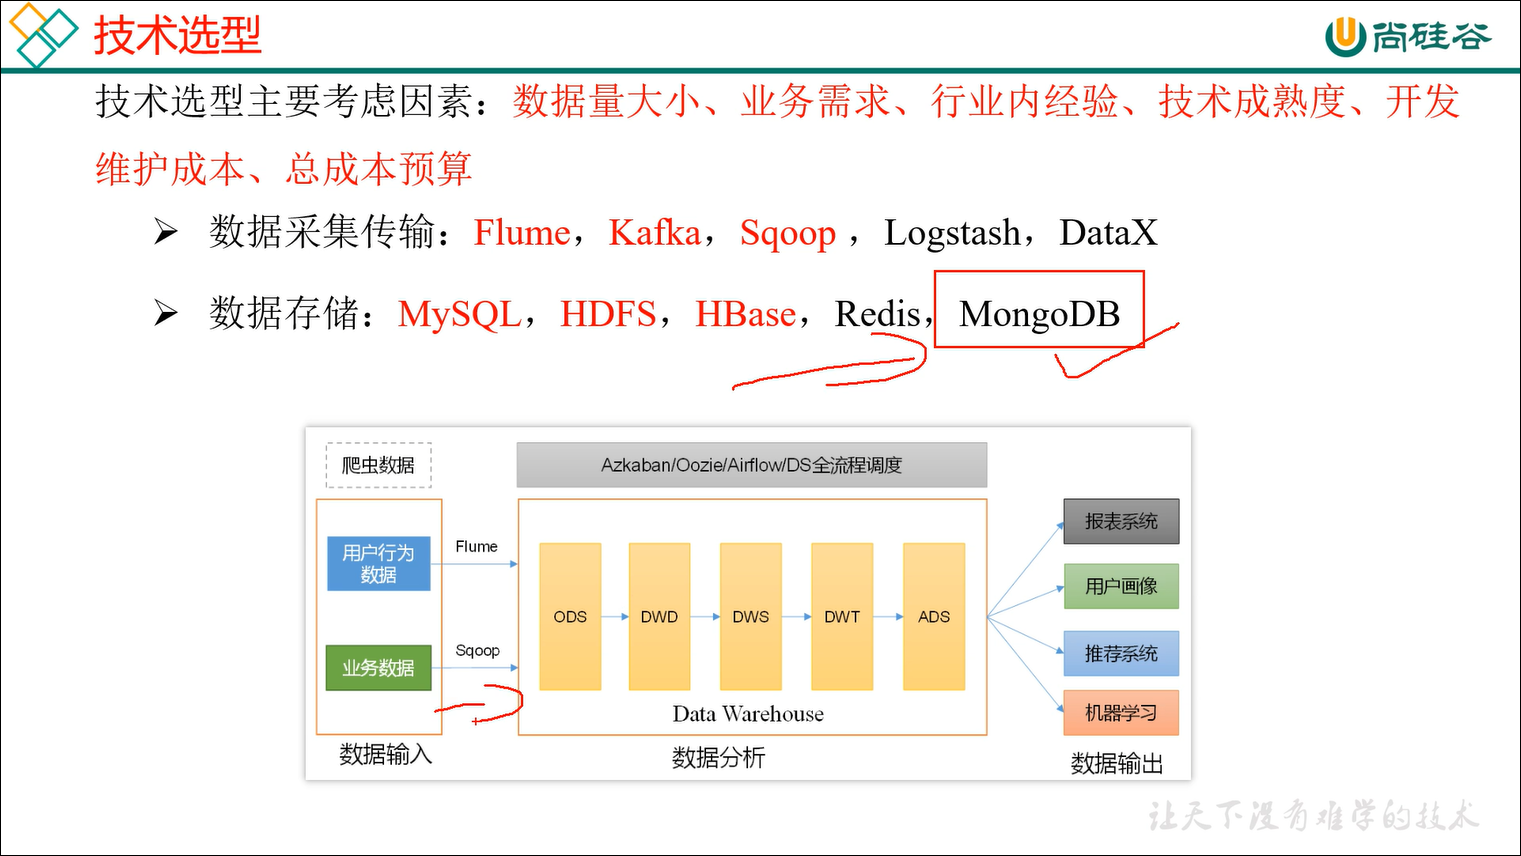 技术选型
尚硅谷
技术选型主要考虑因素：数据量大小、业务需求、行业内经验、技术成熟度、开发
维护成本、总成本预算
➢ 数据采集传输：Flume，Kafka，Sqoop ，Logstash，DataX
➢ 数据存储：MySQL，HDFS，HBase，Redis，MongoDB
爬虫数据
Azkaban/Oozie/Airflow/DS全流程调度
用户行为
数据
Flume
业务数据
Sqoop
数据输入
ODS
DWD
DWS
DWT
ADS
Data Warehouse
数据分析
报表系统
用户画像
推荐系统
机器学习
数据输出
让天下没有难学的技术